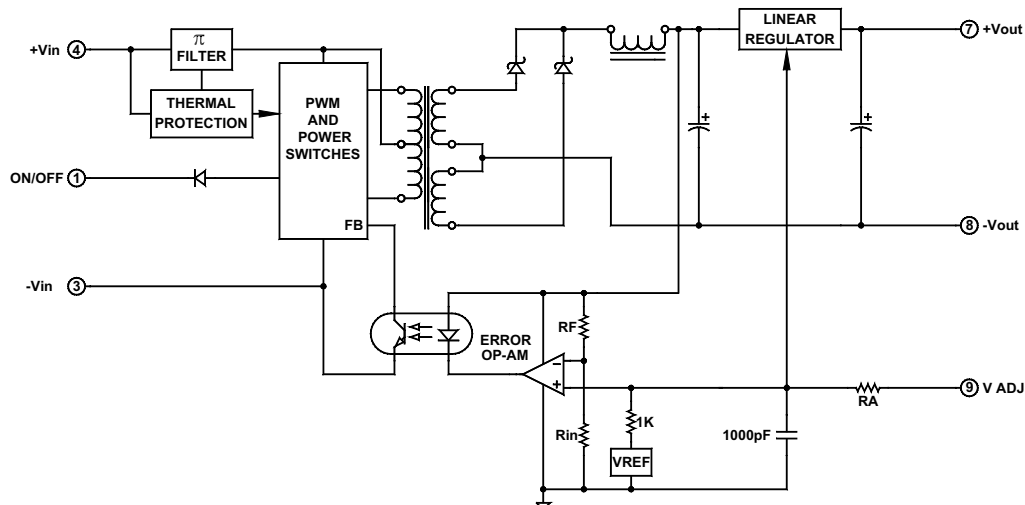 +Vin 4
π
FILTER
THERMAL
PROTECTION
PWM
AND
POWER
SWITCHES
FB
ON/OFF 1
-Vin 3
LINEAR
REGULATOR
+
+
7 +Vout
8 -Vout
ERROR
OP-AM
RF
−
+
Rin
1K
VREF
1000pF
RA
9 V ADJ